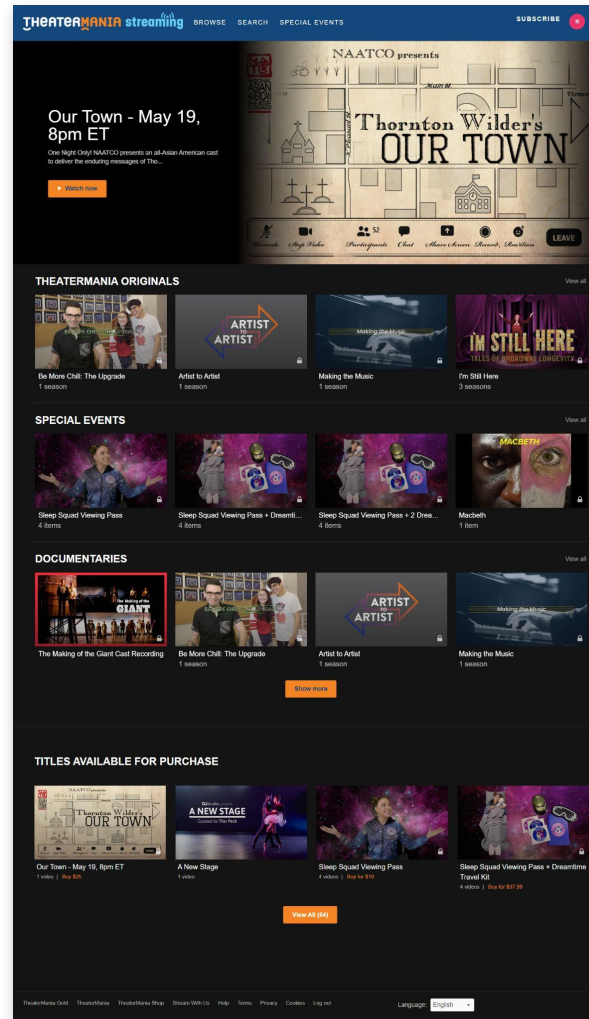 THEATERMANIA streaming BROWSE SEARCH SPECIAL EVENTS SUBSCRIBE R
Our Town - May 19,
8pm ET
One Night Only! NAATCO presents an all-Asian American cast
to deliver the enduring messages of Tho...
Watch now
NAATCO presents
Main St.
Thornton Wilder's
OUR TOWN
52
Stop Video Participants Chat Share Screen Record Reaction LEAVE
THEATERMANIA ORIGINALS View all
ARTIST
TO
ARTIST
Making the Music
I'M STILL HERE
TALES OF BROADWAY LONGEVITY
Be More Chill: The Upgrade Artist to Artist Making the Music I'm Still Here
1 season 1 season 1 season 3 seasons
SPECIAL EVENTS View all
MACBETH
Sleep Squad Viewing Pass Sleep Squad Viewing Pass + Dreamti... Sleep Squad Viewing Pass + 2 Drea... Macbeth
4 items 4 items 4 items 1 item
DOCUMENTARIES View all
The Making of the
GIANT
ARTIST
TO
ARTIST
Making the Music
The Making of the Giant Cast Recording Be More Chill: The Upgrade Artist to Artist Making the Music
1 season 1 season 1 season
Show more
TITLES AVAILABLE FOR PURCHASE
NAATCO presents
Thornton Wilder's
OUR TOWN
A NEW STAGE
Curated by Tiler Peck
Our Town - May 19, 8pm ET A New Stage Sleep Squad Viewing Pass Sleep Squad Viewing Pass + Dreamtime
Travel Kit
1 video | Buy $25 1 video 4 videos | Buy for $19
4 videos | Buy for $37.99
View All (64)
TheaterMania Gold TheaterMania TheaterMania Shop Stream With Us Help Terms Privacy Cookies Log out Language: English